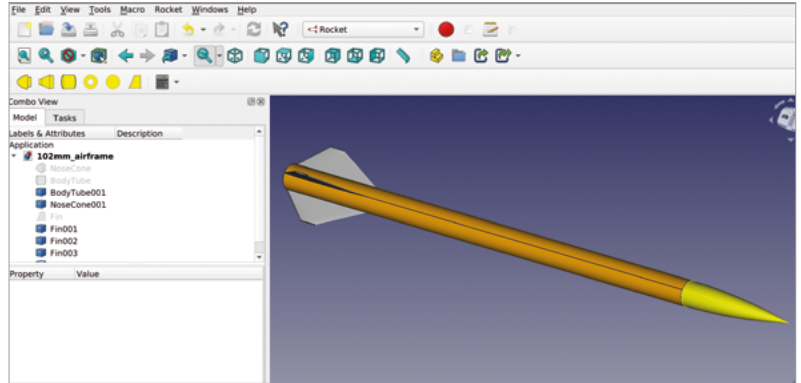 File Edit View Tools Macro Rocket Windows Help
Rocket
Combo View
Model Tasks
Labels & Attributes Description
Application
102mm_airframe
NoseCone
BodyTube
BodyTube001
NoseCone001
Fin
Fin001
Fin002
Fin003
Property Value